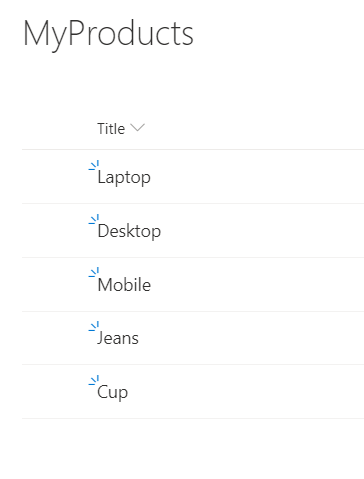 MyProducts
Title
Laptop
Desktop
Mobile
Jeans
Cup